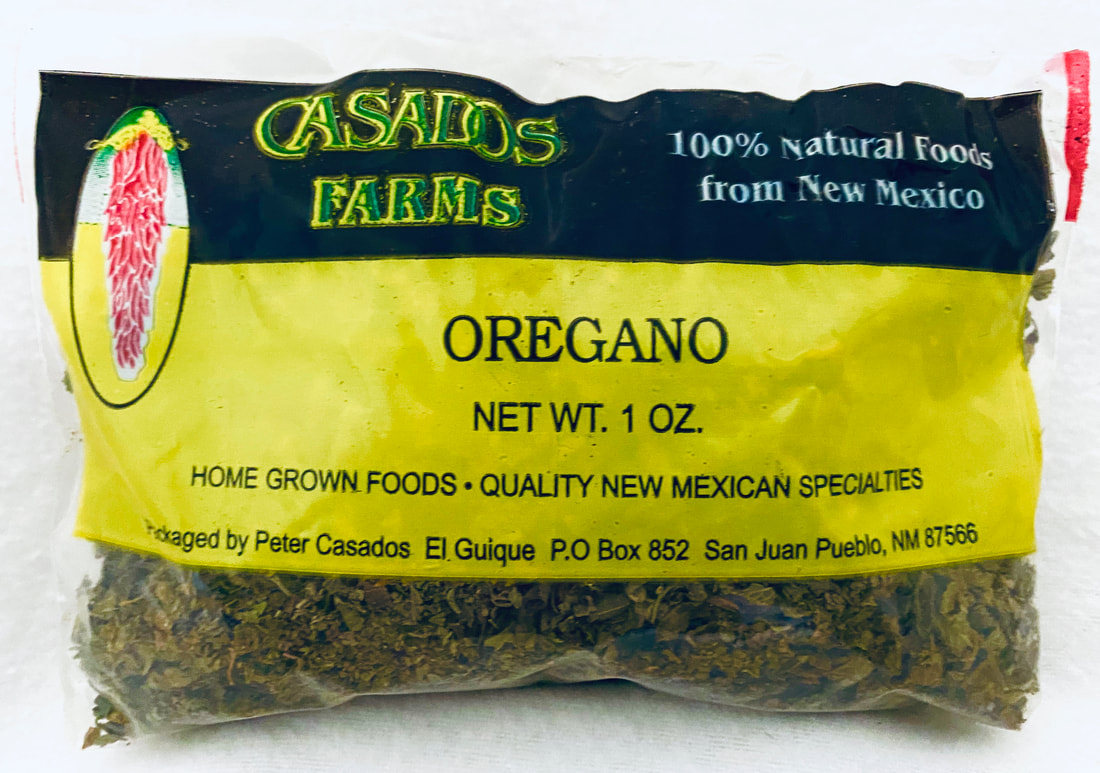 CASADOS
FARMS
100% Natural Foods
from New Mexico
OREGANO
NET WT. 1 OZ.
HOME GROWN FOODS • QUALITY NEW MEXICAN SPECIALTIES
Packaged by Peter Casados El Guique P.O Box 852 San Juan Pueblo, NM 87566